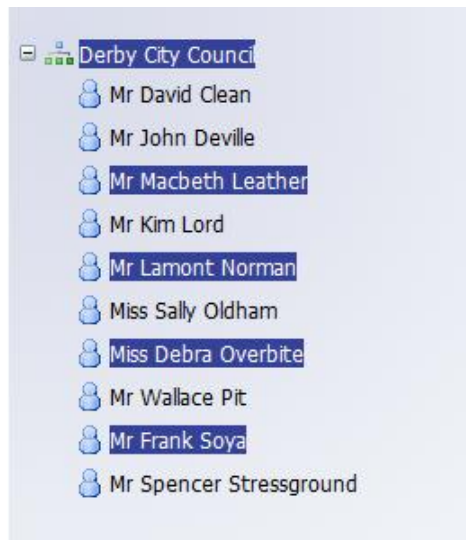 Derby City Council
Mr David Clean
Mr John Deville
Mr Macbeth Leather
Mr Kim Lord
Mr Lamont Norman
Miss Sally Oldham
Miss Debra Overbite
Mr Wallace Pit
Mr Frank Soya
Mr Spencer Stressground